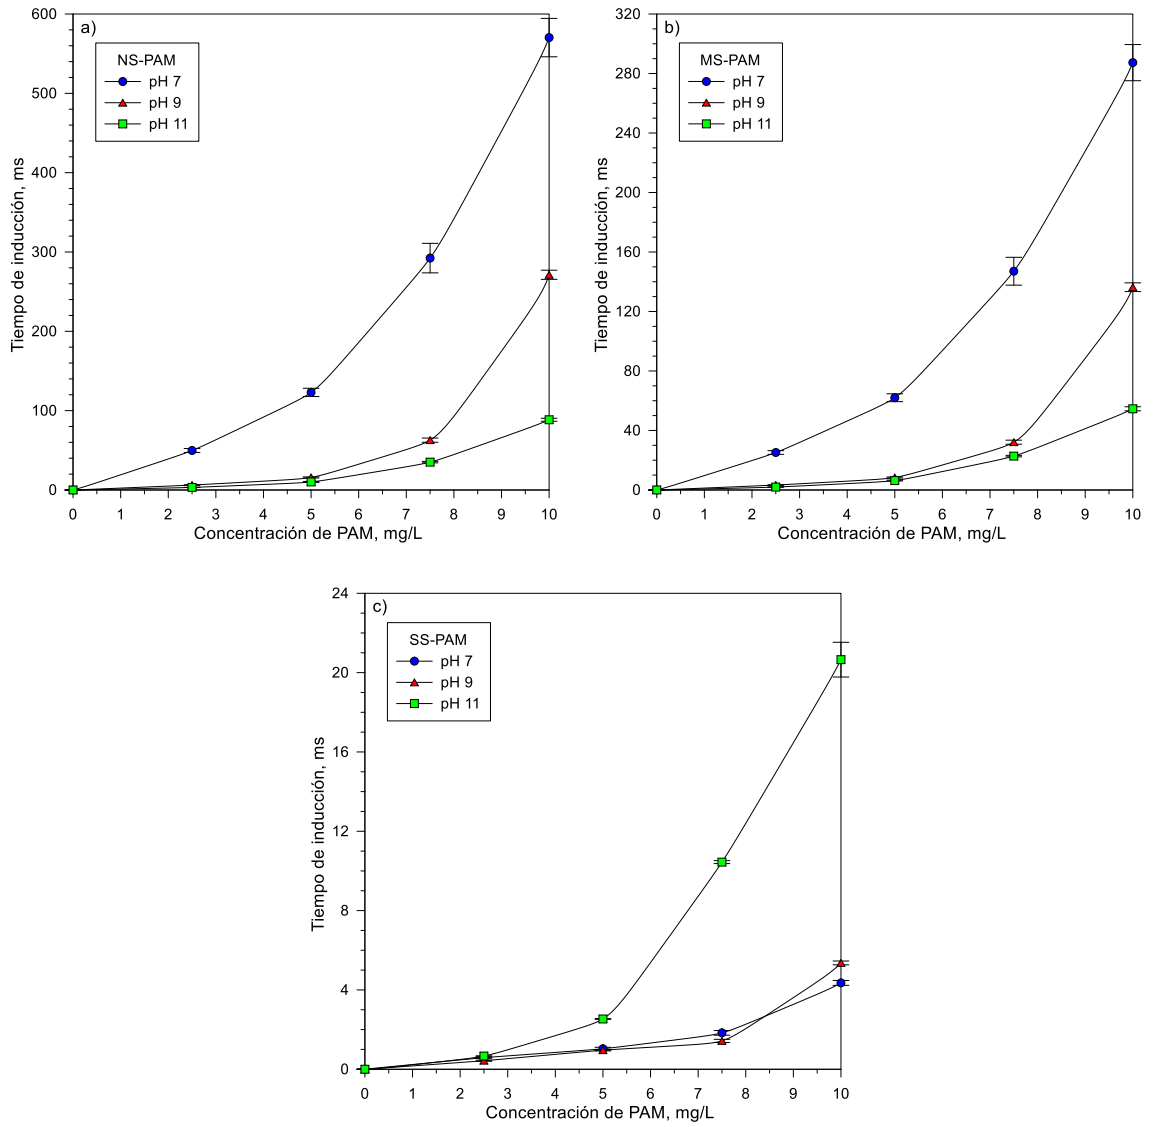 a)
NS-PAM
pH 7
pH 9
pH 11
600
500
400
300
200
100
0
Tiempo de inducción, ms
0 1 2 3 4 5 6 7 8 9 10
Concentración de PAM, mg/L
b)
MS-PAM
pH 7
pH 9
pH 11
320
280
240
200
160
120
80
40
0
Tiempo de inducción, ms
0 1 2 3 4 5 6 7 8 9 10
Concentración de PAM, mg/L
c)
SS-PAM
pH 7
pH 9
pH 11
24
20
16
12
8
4
0
Tiempo de inducción, ms
0 1 2 3 4 5 6 7 8 9 10
Concentración de PAM, mg/L